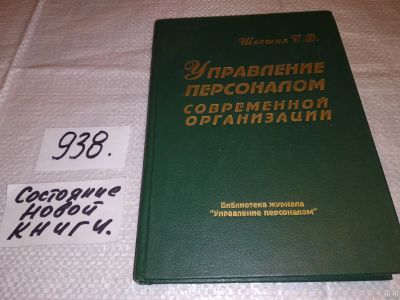 Шекшня С.В.
УПРАВЛЕНИЕ
ПЕРСОНАЛОМ
СОВРЕМЕННОЙ
ОРГАНИЗАЦИИ
Библиотека журнала
"Управление персоналом"
938.
Состояние
новой
книги.